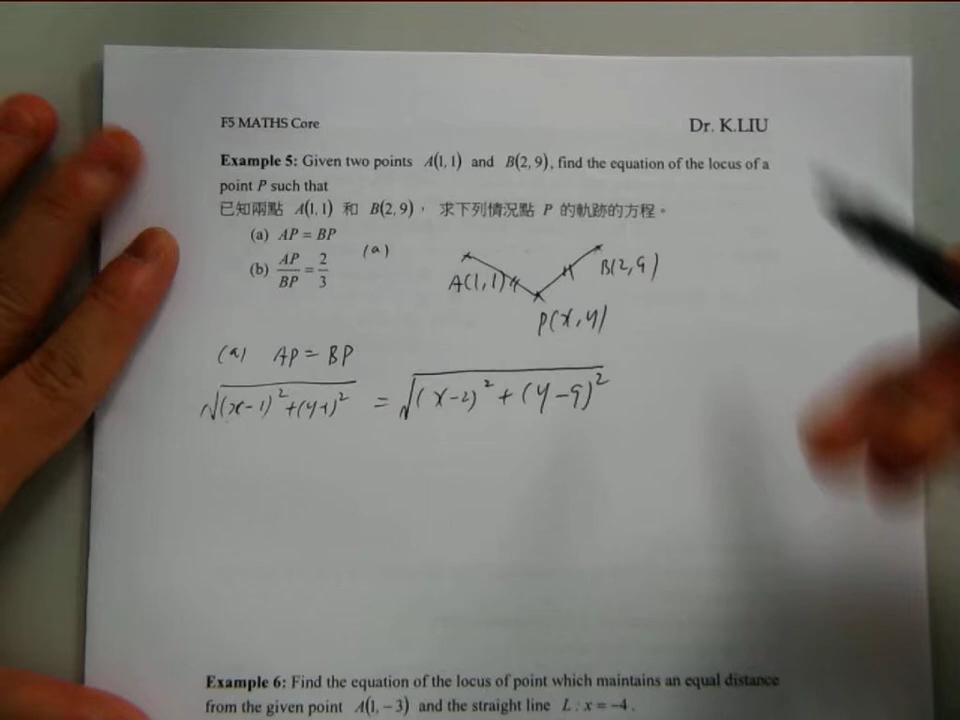 F5 MATHS Core
Dr. K.LIU
Example 5: Given two points A(1, 1) and B(2, 9), find the equation of the locus of a
point P such that
已知兩點 A(1, 1) 和 B(2, 9)， 求下列情況點 P 的軌跡的方程。
(a) AP = BP
(b) AP/BP = 2/3
(a)
A(1, 1)
B(2, 9)
P(x, y)
(a) AP = BP
√((x-1)²+(y-1)²) = √((x-2)²+(y-9)²)
Example 6: Find the equation of the locus of point which maintains an equal distance
from the given point A(1, −3) and the straight line L : x = −4.